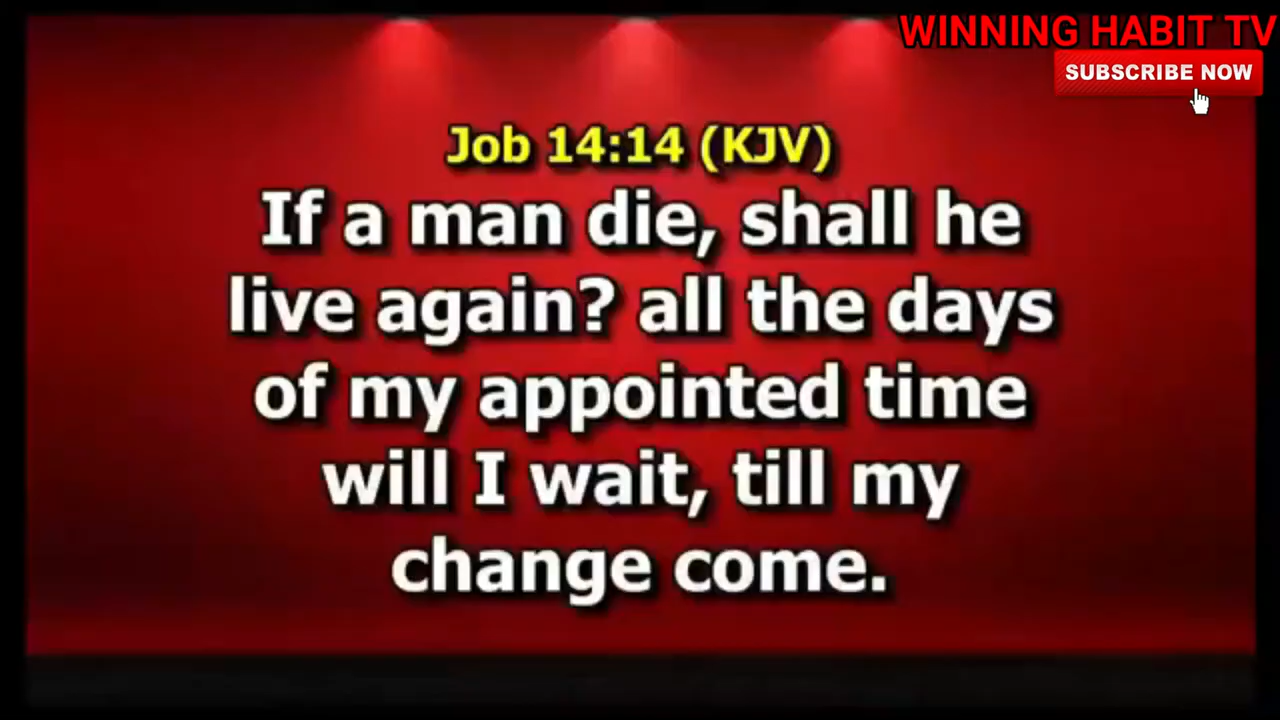 WINNING HABIT TV
SUBSCRIBE NOW
Job 14:14 (KJV)
If a man die, shall he
live again? all the days
of my appointed time
will I wait, till my
change come.